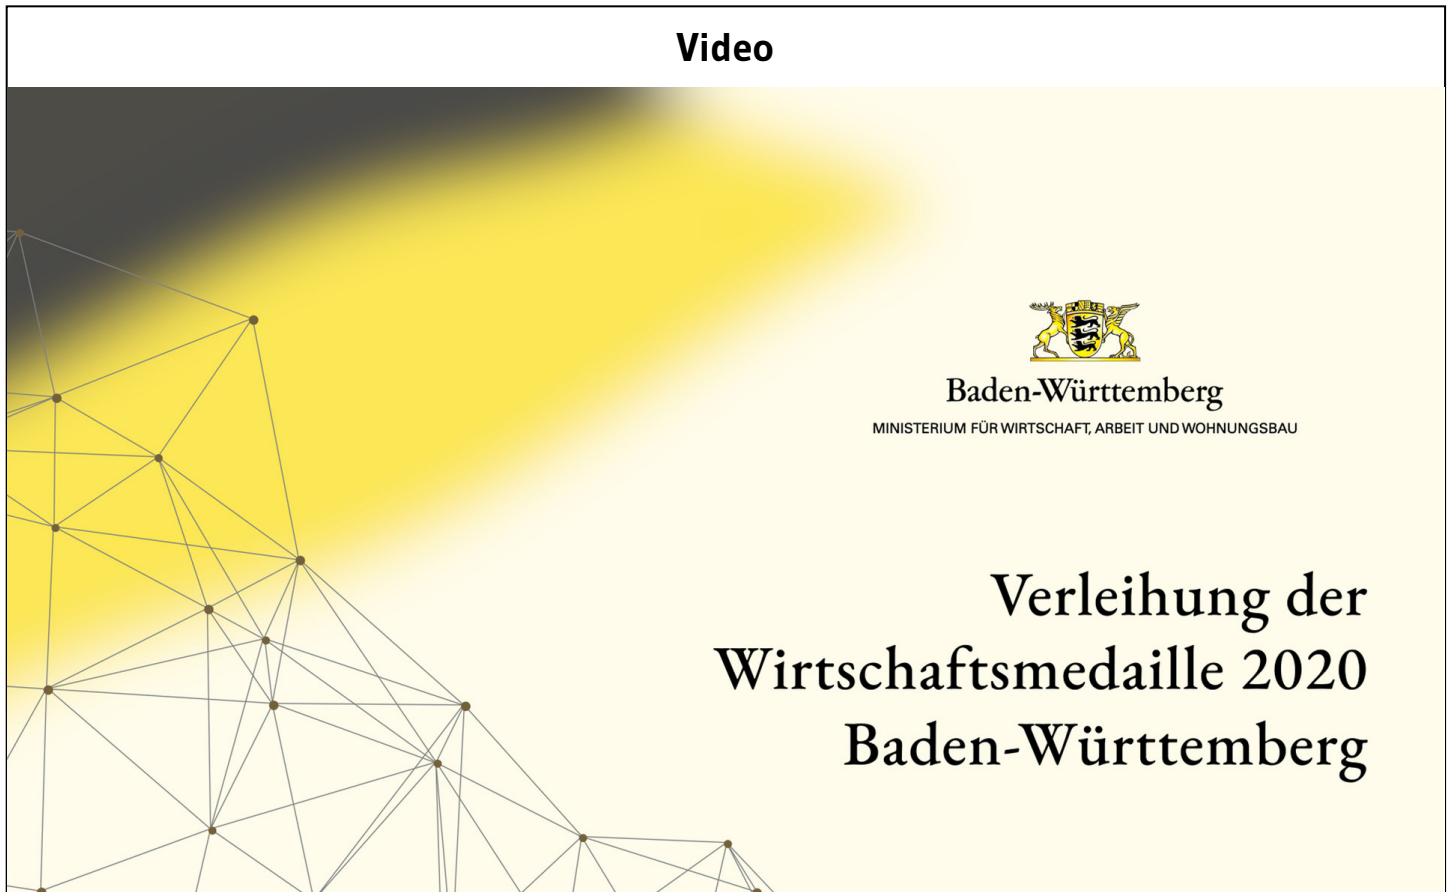 Video
Baden-Württemberg
MINISTERIUM FÜR WIRTSCHAFT, ARBEIT UND WOHNUNGSBAU
Verleihung der
Wirtschaftsmedaille 2020
Baden-Württemberg